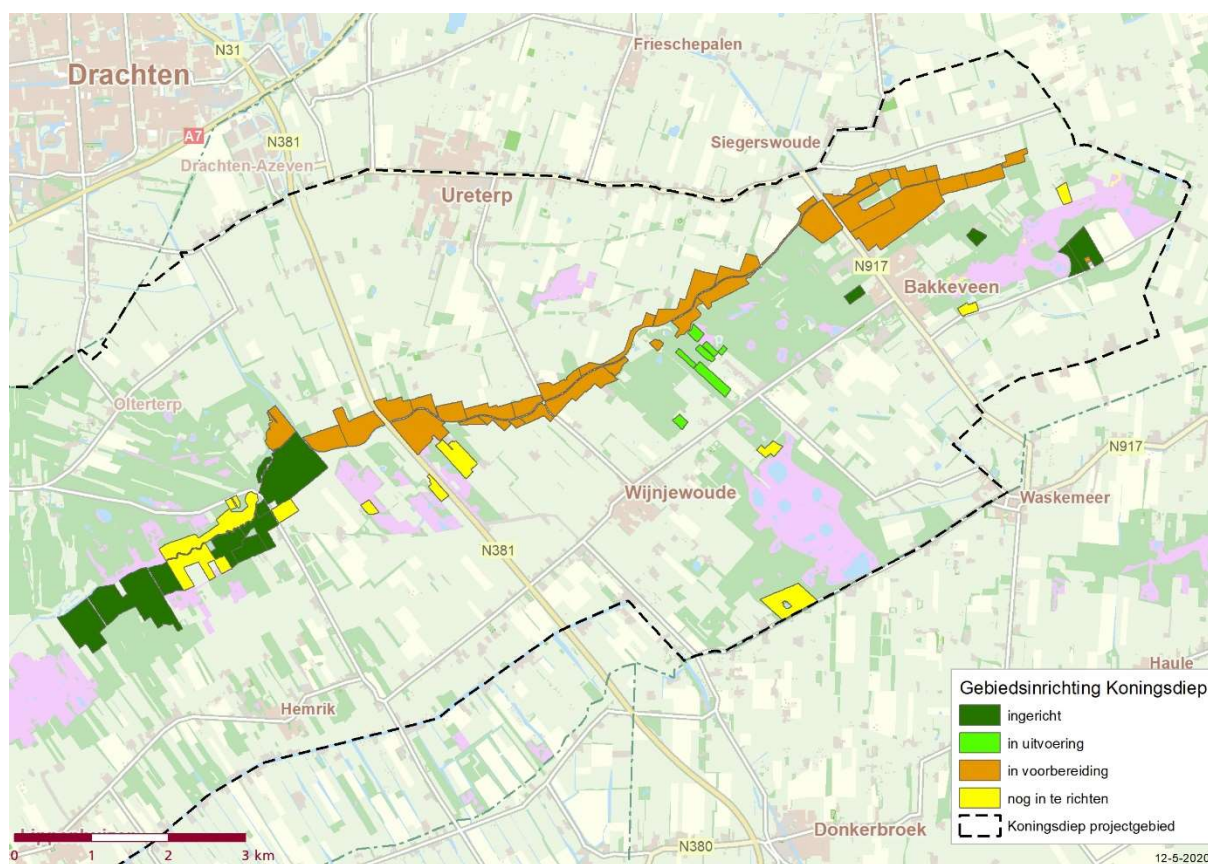 N31
Frieschepalen
Drachten
A7
N381
Siegerswoude
Drachten-Azeven
Ureterp
N917
Bakkeveen
Olterterp
N917
Wijnjewoude
Waskemeer
N381
Haule
Hemrik
Gebiedsinrichting Koningsdiep
ingericht
in uitvoering
in voorbereiding
nog in te richten
Koningsdiep projectgebied
Donkerbroek
N380
0 1 2 3 km
12-5-2020